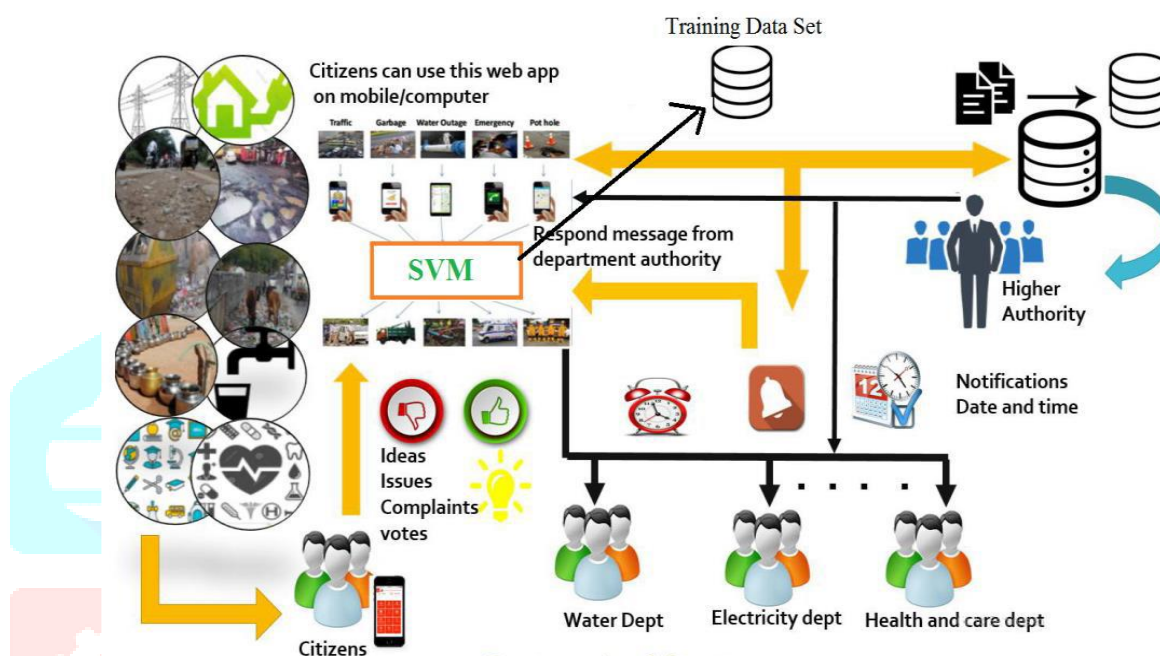 Training Data Set
Citizens can use this web app
on mobile/computer
Traffic Garbage Water Outage Emergency Pot hole
SVM
Respond message from
department authority
Higher
Authority
12
Notifications
Date and time
Ideas
Issues
Complaints
votes
Citizens
Water Dept
Electricity dept
Health and care dept